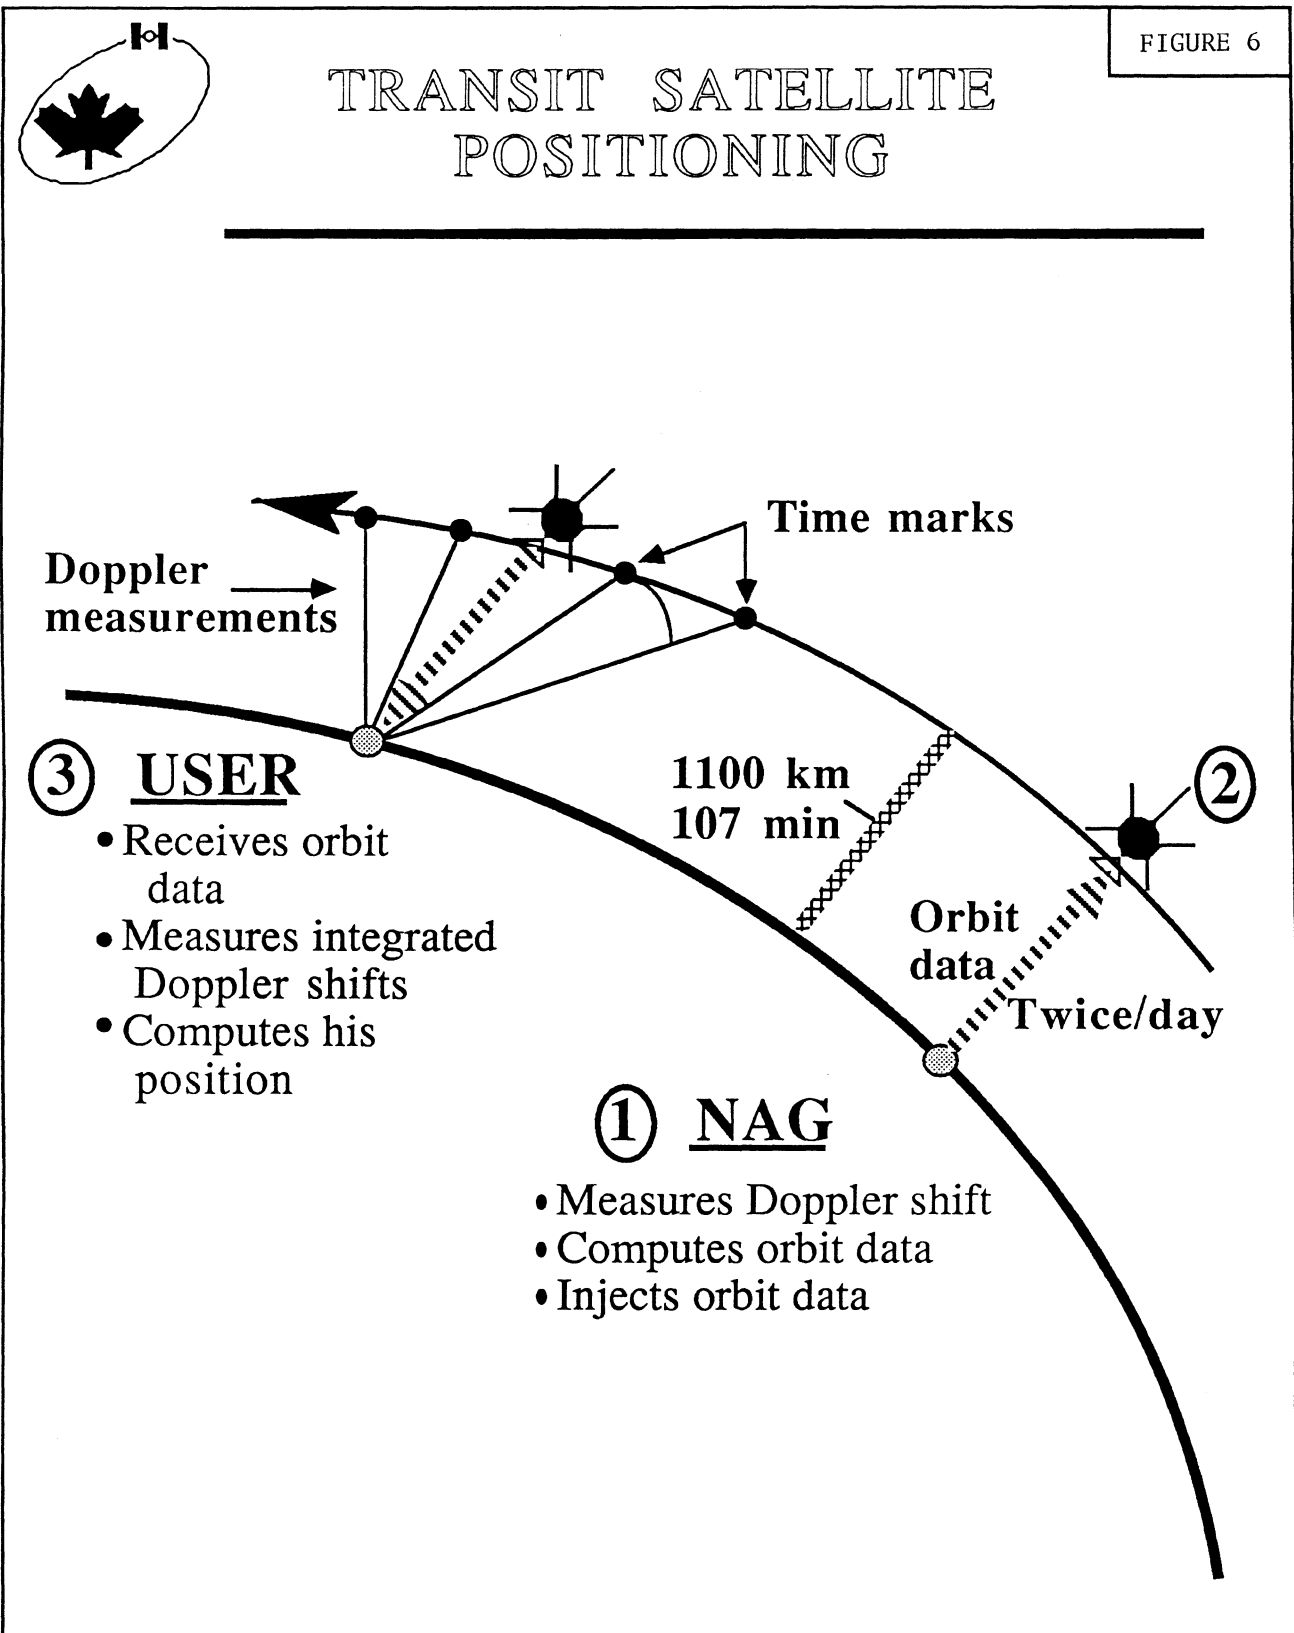 FIGURE 6
TRANSIT SATELLITE
POSITIONING
Time marks
Doppler
measurements
1100 km
107 min
2
Orbit
data
Twice/day
3 USER
• Receives orbit
data
• Measures integrated
Doppler shifts
• Computes his
position
1 NAG
• Measures Doppler shift
• Computes orbit data
• Injects orbit data